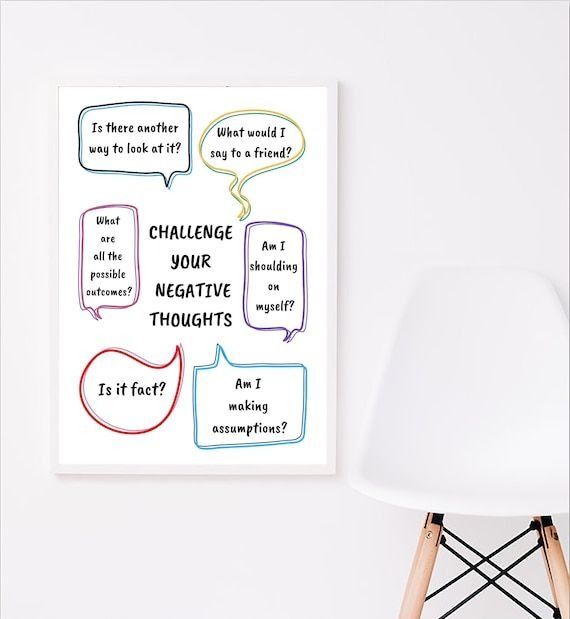 Is there another
way to look at it?
What would I
say to a friend?
What
are
all the
possible
outcomes?
CHALLENGE
YOUR
NEGATIVE
THOUGHTS
Am I
shoulding
on
myself?
Is it fact?
Am I
making
assumptions?